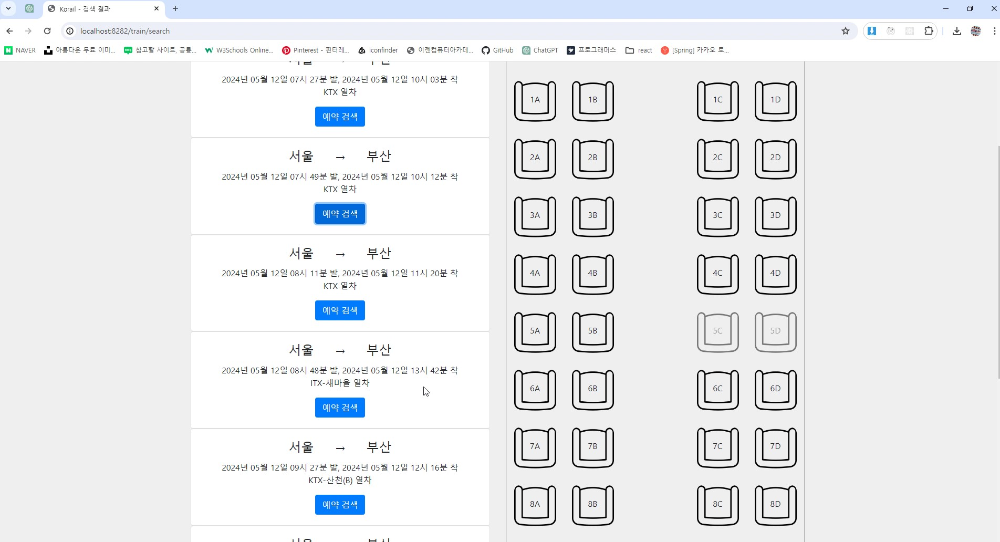 Korail - 검색 결과
localhost:8282/train/search
NAVER
아름다운 무료 이미...
참고할 사이트, 공룡...
W3Schools Online...
Pinterest - 핀터레...
iconfinder
이젠컴퓨터아카데...
GitHub
ChatGPT
프로그래머스
react
[Spring] 카카오 로...
서울 → 부산
2024년 05월 12일 07시 27분 발, 2024년 05월 12일 10시 03분 착
KTX 열차
예약 검색
서울 → 부산
2024년 05월 12일 07시 49분 발, 2024년 05월 12일 10시 12분 착
KTX 열차
예약 검색
서울 → 부산
2024년 05월 12일 08시 11분 발, 2024년 05월 12일 11시 20분 착
KTX 열차
예약 검색
서울 → 부산
2024년 05월 12일 08시 48분 발, 2024년 05월 12일 13시 42분 착
ITX-새마을 열차
예약 검색
서울 → 부산
2024년 05월 12일 09시 27분 발, 2024년 05월 12일 12시 16분 착
KTX-산천(B) 열차
예약 검색
서울 부산
1A 1B 1C 1D
2A 2B 2C 2D
3A 3B 3C 3D
4A 4B 4C 4D
5A 5B 5C 5D
6A 6B 6C 6D
7A 7B 7C 7D
8A 8B 8C 8D